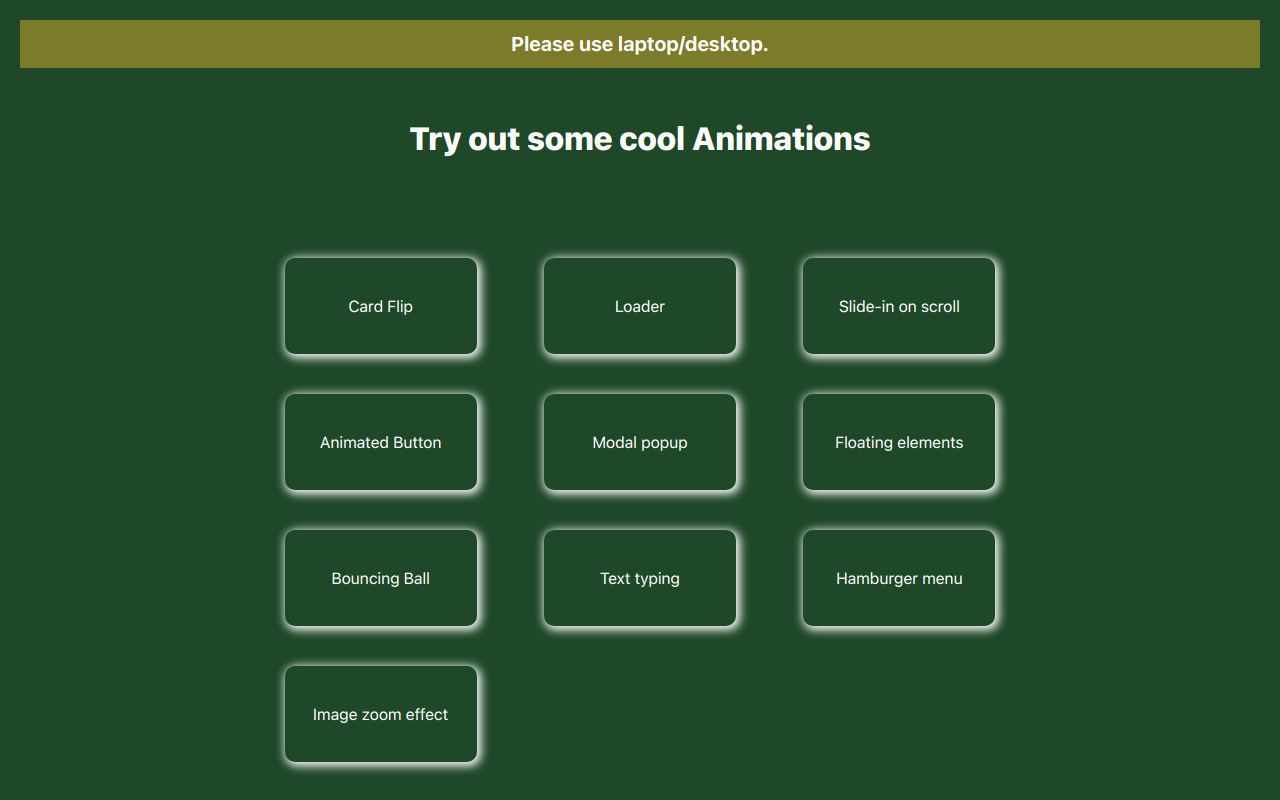 Please use laptop/desktop.
Try out some cool Animations
Card Flip
Loader
Slide-in on scroll
Animated Button
Modal popup
Floating elements
Bouncing Ball
Text typing
Hamburger menu
Image zoom effect